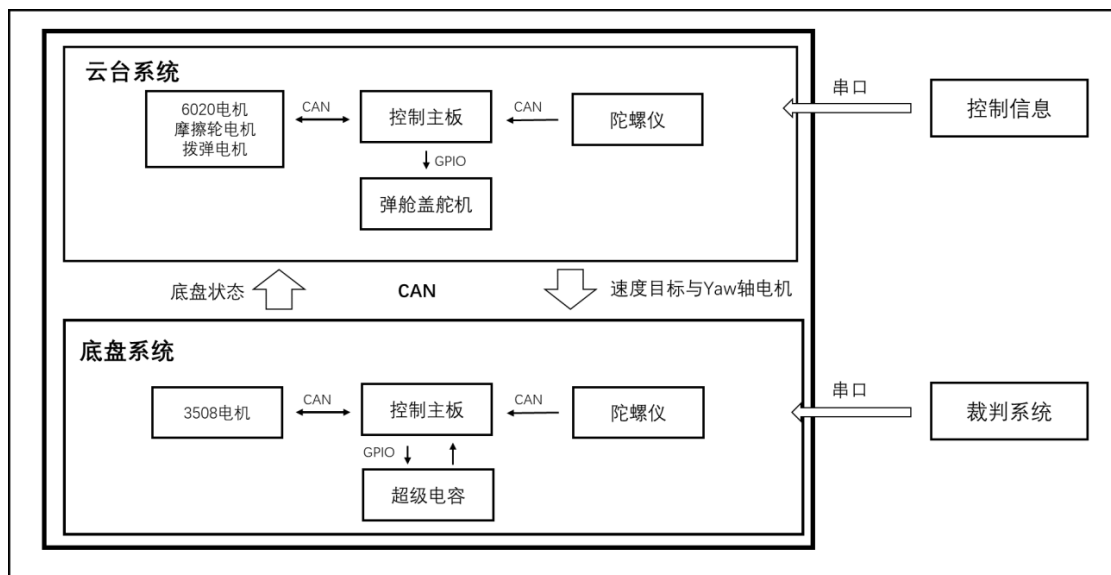 云台系统
6020电机
摩擦轮电机
拨弹电机
CAN
控制主板
CAN
陀螺仪
串口
控制信息
GPIO
弹舱盖舵机
底盘状态
CAN
速度目标与Yaw轴电机
底盘系统
3508电机
CAN
控制主板
CAN
陀螺仪
串口
裁判系统
GPIO
超级电容